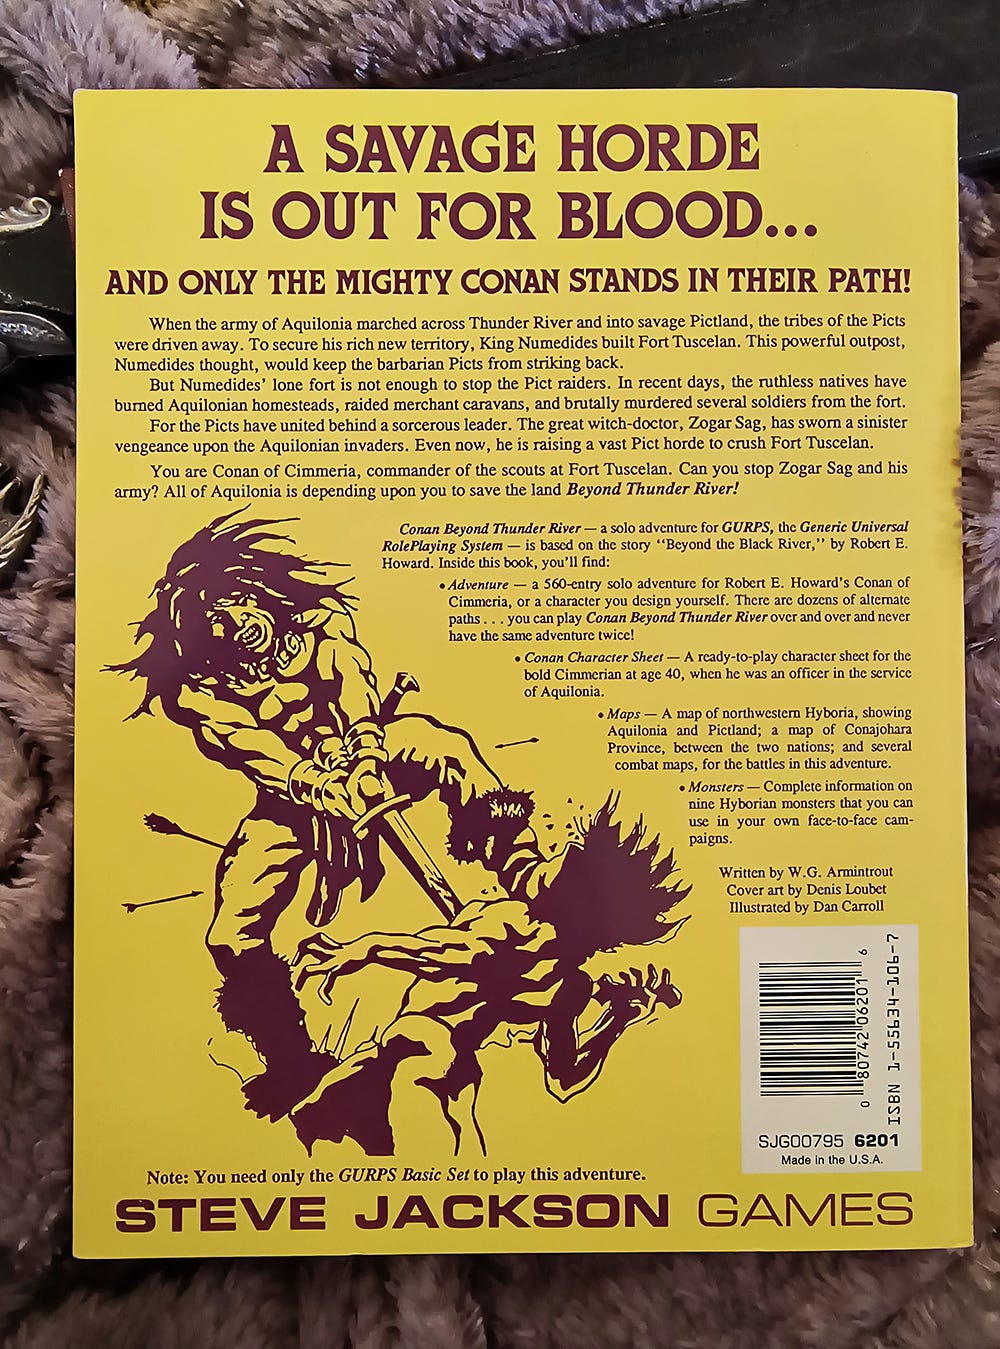 A SAVAGE HORDE
IS OUT FOR BLOOD...
AND ONLY THE MIGHTY CONAN STANDS IN THEIR PATH!
When the army of Aquilonia marched across Thunder River and into savage Pictland, the tribes of the Picts
were driven away. To secure his rich new territory, King Numedides built Fort Tuscelan. This powerful outpost,
Numedides thought, would keep the barbarian Picts from striking back.
But Numedides' lone fort is not enough to stop the Pict raiders. In recent days, the ruthless natives have
burned Aquilonian homesteads, raided merchant caravans, and brutally murdered several soldiers from the fort.
For the Picts have united behind a sorcerous leader. The great witch-doctor, Zogar Sag, has sworn a sinister
vengeance upon the Aquilonian invaders. Even now, he is raising a vast Pict horde to crush Fort Tuscelan.
You are Conan of Cimmeria, commander of the scouts at Fort Tuscelan. Can you stop Zogar Sag and his
army? All of Aquilonia is depending upon you to save the land Beyond Thunder River!
Conan Beyond Thunder River — a solo adventure for GURPS, the Generic Universal
RolePlaying System — is based on the story "Beyond the Black River," by Robert E.
Howard. Inside this book, you'll find:
• Adventure — a 560-entry solo adventure for Robert E. Howard's Conan of
Cimmeria, or a character you design yourself. There are dozens of alternate
paths . . . you can play Conan Beyond Thunder River over and over and never
have the same adventure twice!
• Conan Character Sheet — A ready-to-play character sheet for the
bold Cimmerian at age 40, when he was an officer in the service
of Aquilonia.
• Maps — A map of northwestern Hyboria, showing
Aquilonia and Pictland; a map of Conajohara
Province, between the two nations; and several
combat maps, for the battles in this adventure.
• Monsters — Complete information on
nine Hyborian monsters that you can
use in your own face-to-face cam-
paigns.
Written by W.G. Armintrout
Cover art by Denis Loubet
Illustrated by Dan Carroll
0 80742 06201 6
ISBN 1-55634-106-7
SJG00795 6201
Made in the U.S.A.
Note: You need only the GURPS Basic Set to play this adventure.
STEVE JACKSON GAMES